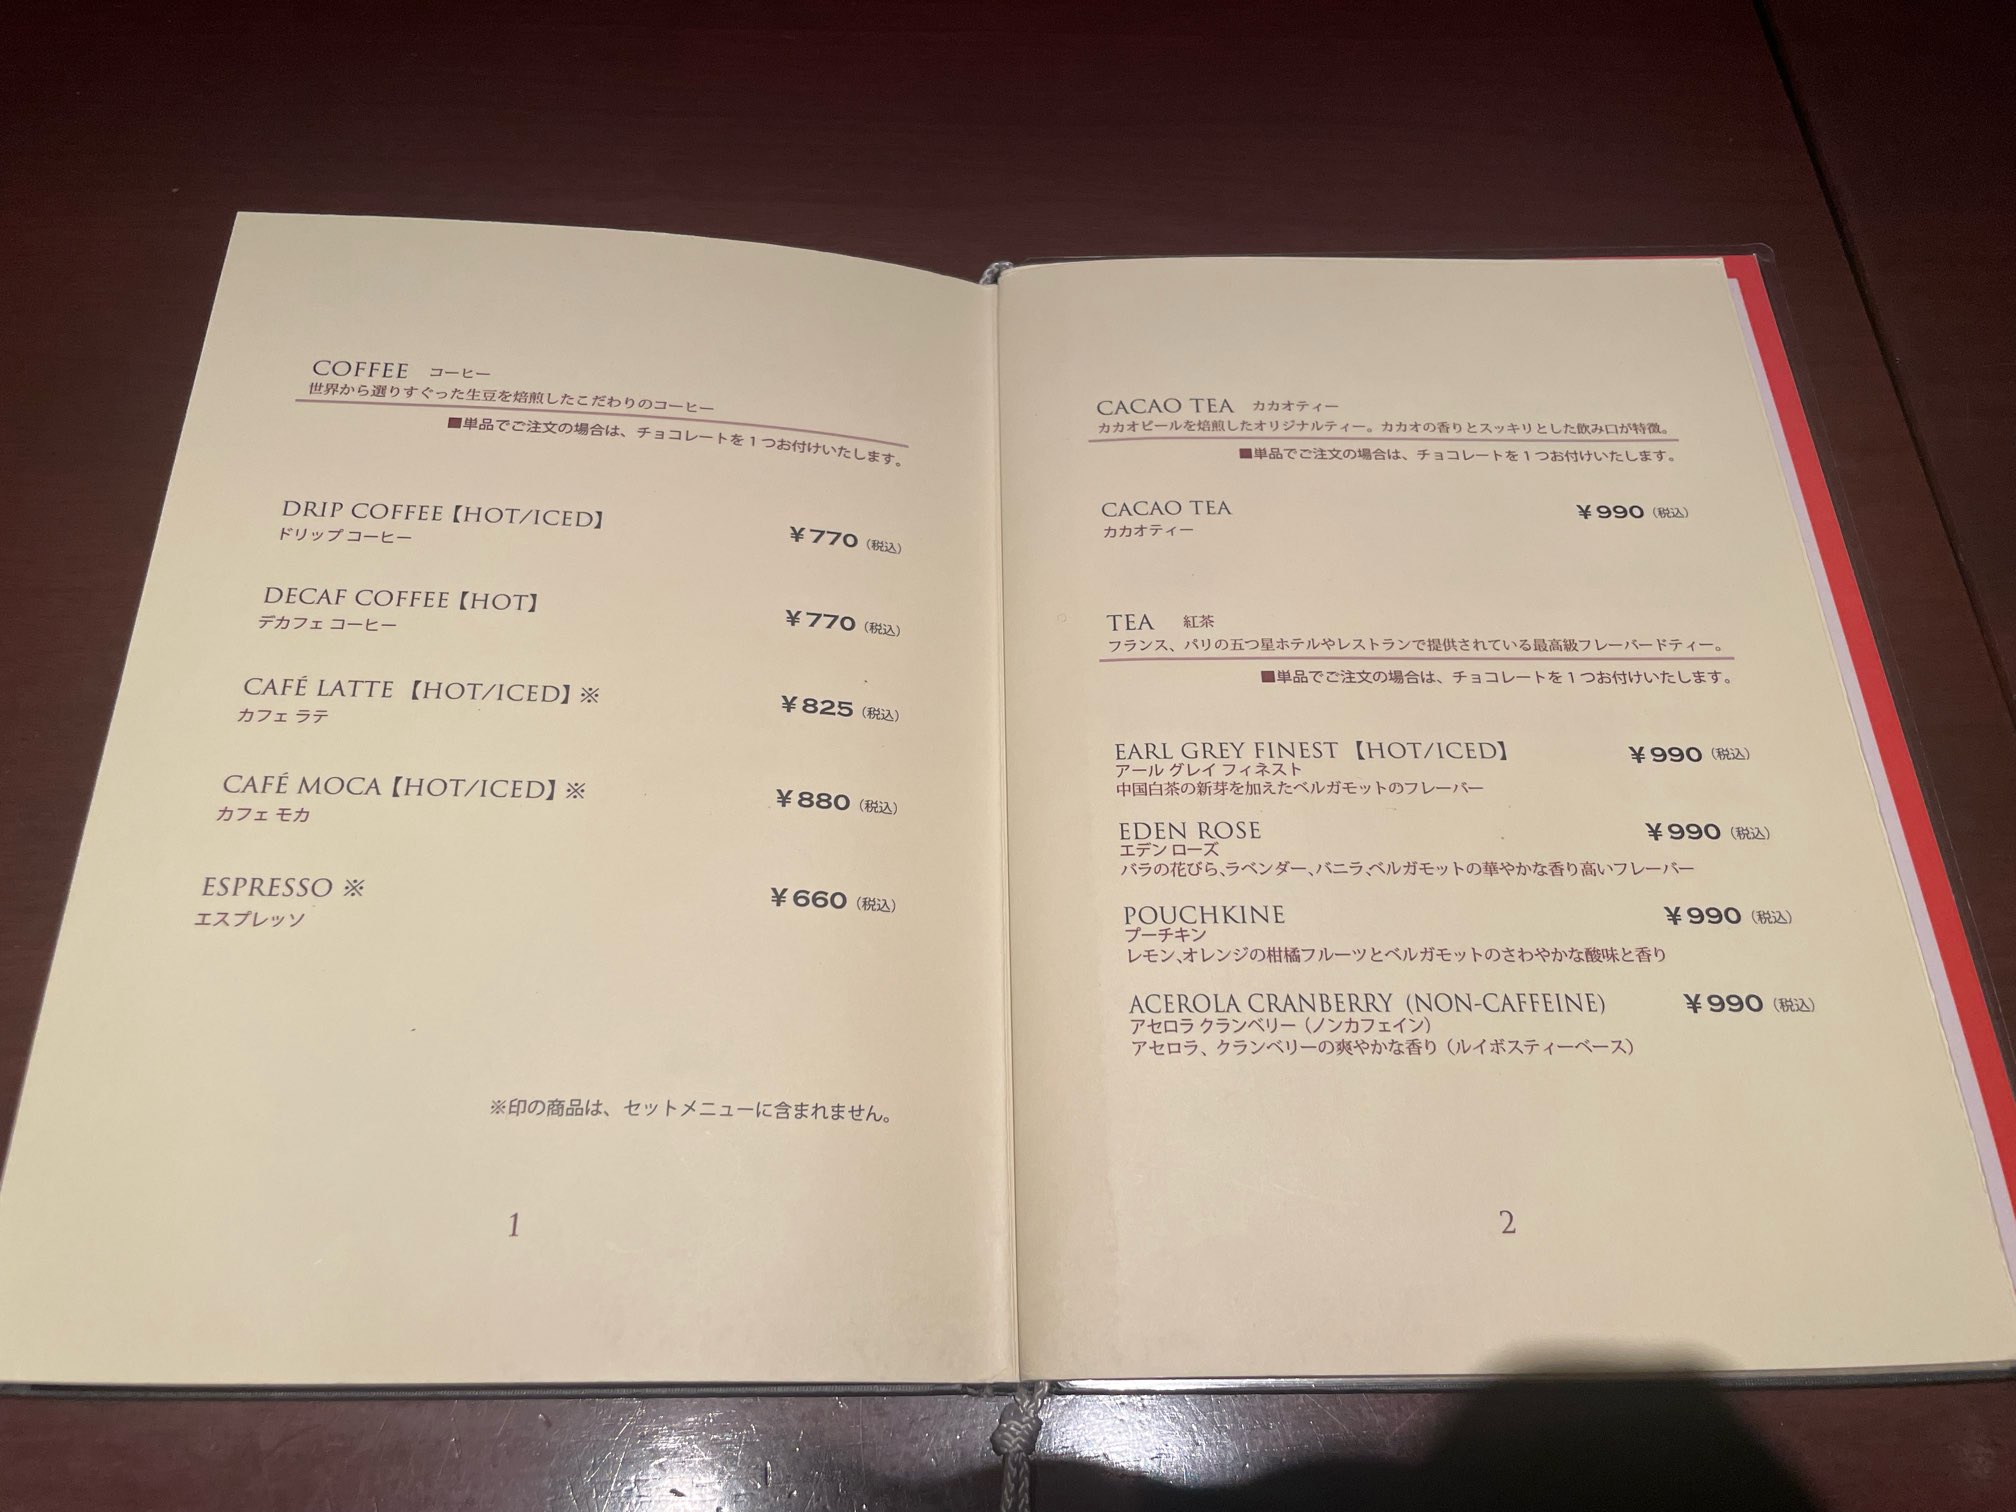 COFFEE コーヒー
世界から選りすぐった生豆を焙煎したこだわりのコーヒー
■単品でご注文の場合は、チョコレートを1つお付けいたします。
DRIP COFFEE【HOT/ICED】 ¥770（税込）
ドリップ コーヒー
DECAF COFFEE【HOT】 ¥770（税込）
デカフェ コーヒー
CAFÉ LATTE 【HOT/ICED】※ ¥825（税込）
カフェ ラテ
CAFÉ MOCA【HOT/ICED】※ ¥880（税込）
カフェ モカ
ESPRESSO ※ ¥660（税込）
エスプレッソ
※印の商品は、セットメニューに含まれません。
1
CACAO TEA カカオティー
カカオピールを焙煎したオリジナルティー。カカオの香りとスッキリとした飲み口が特徴。
■単品でご注文の場合は、チョコレートを1つお付けいたします。
CACAO TEA ¥990（税込）
カカオティー
TEA 紅茶
フランス、パリの五つ星ホテルやレストランで提供されている最高級フレーバードティー。
■単品でご注文の場合は、チョコレートを1つお付けいたします。
EARL GREY FINEST 【HOT/ICED】 ¥990（税込）
アール グレイ フィネスト
中国白茶の新芽を加えたベルガモットのフレーバー
EDEN ROSE ¥990（税込）
エデン ローズ
バラの花びら、ラベンダー、バニラ、ベルガモットの華やかな香り高いフレーバー
POUCHKINE ¥990（税込）
プーチキン
レモン、オレンジの柑橘フルーツとベルガモットのさわやかな酸味と香り
ACEROLA CRANBERRY (NON-CAFFEINE) ¥990（税込）
アセロラ クランベリー（ノンカフェイン）
アセロラ、クランベリーの爽やかな香り（ルイボスティーベース）
2